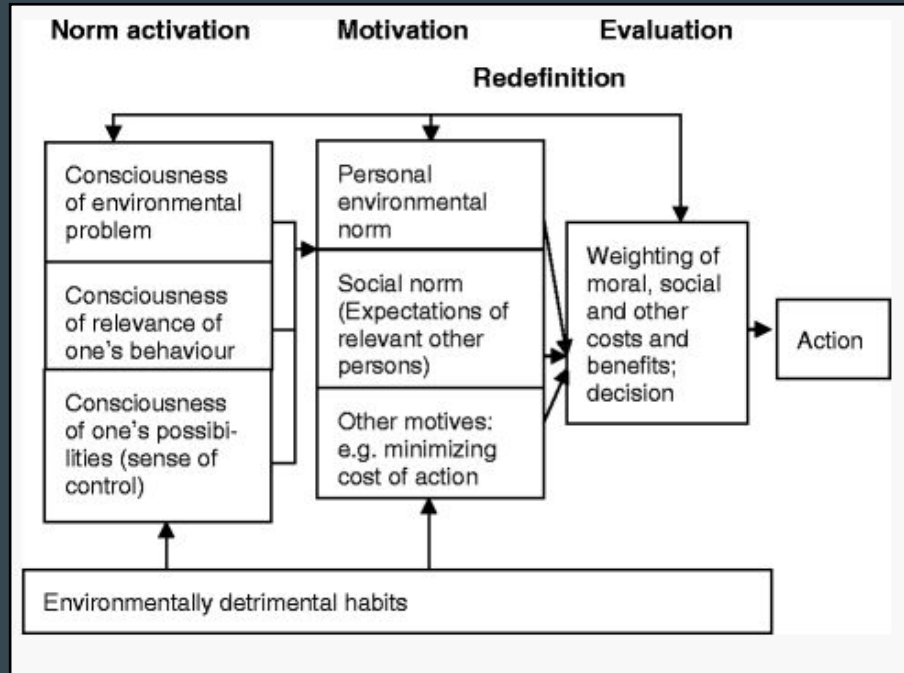 Norm activation
Motivation
Evaluation
Redefinition
Consciousness
of environmental
problem
Consciousness
of relevance of
one's behaviour
Consciousness
of one's possibi-
lities (sense of
control)
Personal
environmental
norm
Social norm
(Expectations of
relevant other
persons)
Other motives:
e.g. minimizing
cost of action
Weighting of
moral, social
and other
costs and
benefits;
decision
Action
Environmentally detrimental habits